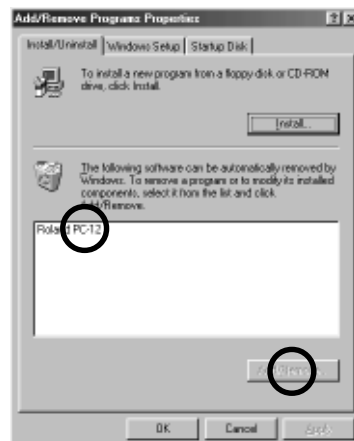 Add/Remove Programs Properties
Install/Uninstall Windows Setup Startup Disk
To install a new program from a floppy disk or CD-ROM
drive, click Install.
Install...
The following software can be automatically removed by
Windows. To remove a program or to modify its installed
components, select it from the list and click
Add/Remove.
Roland PC-12
Add/Remove...
OK Cancel Apply